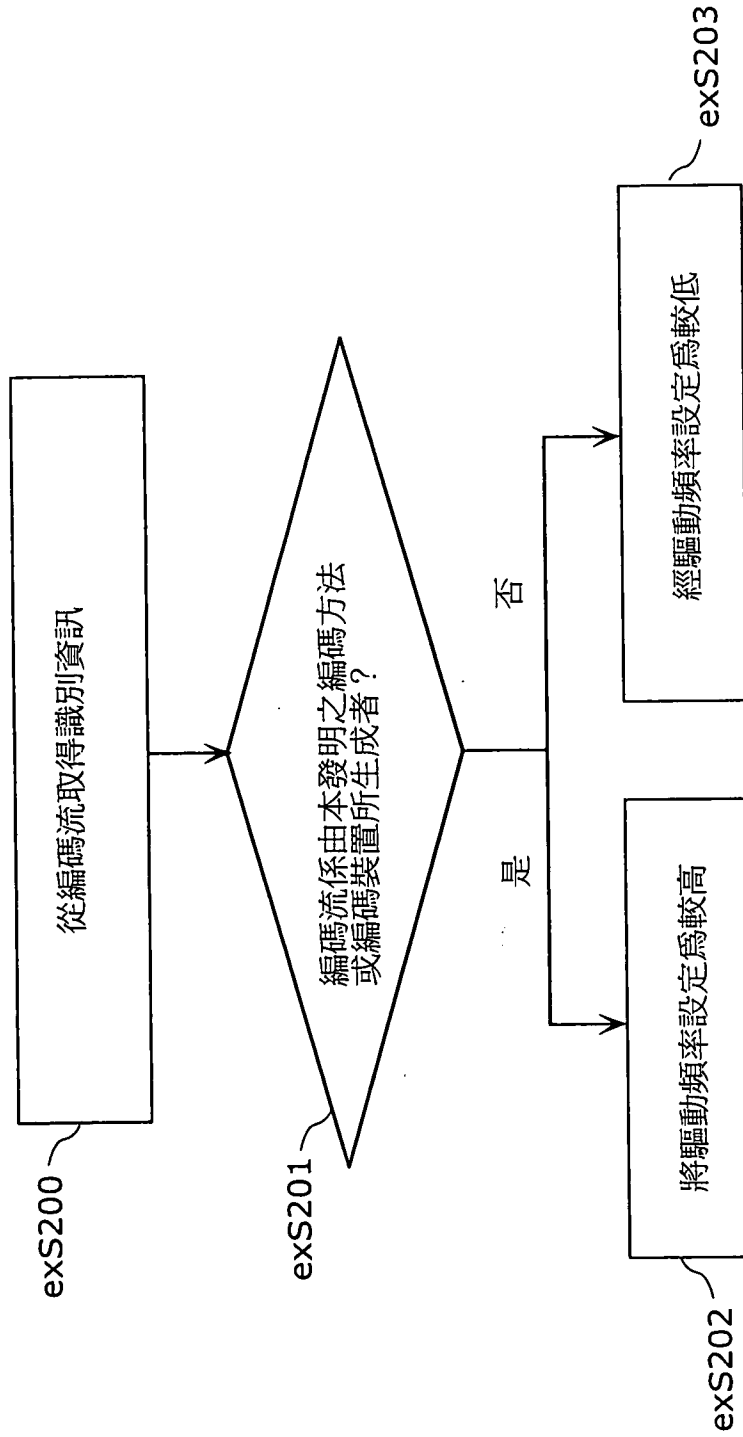 exS200
從編碼流取得識別資訊
exS201
編碼流係由本發明之編碼方法
或編碼裝置所生成者？
是
否
exS202
將驅動頻率設定爲較高
exS203
經驅動頻率設定爲較低